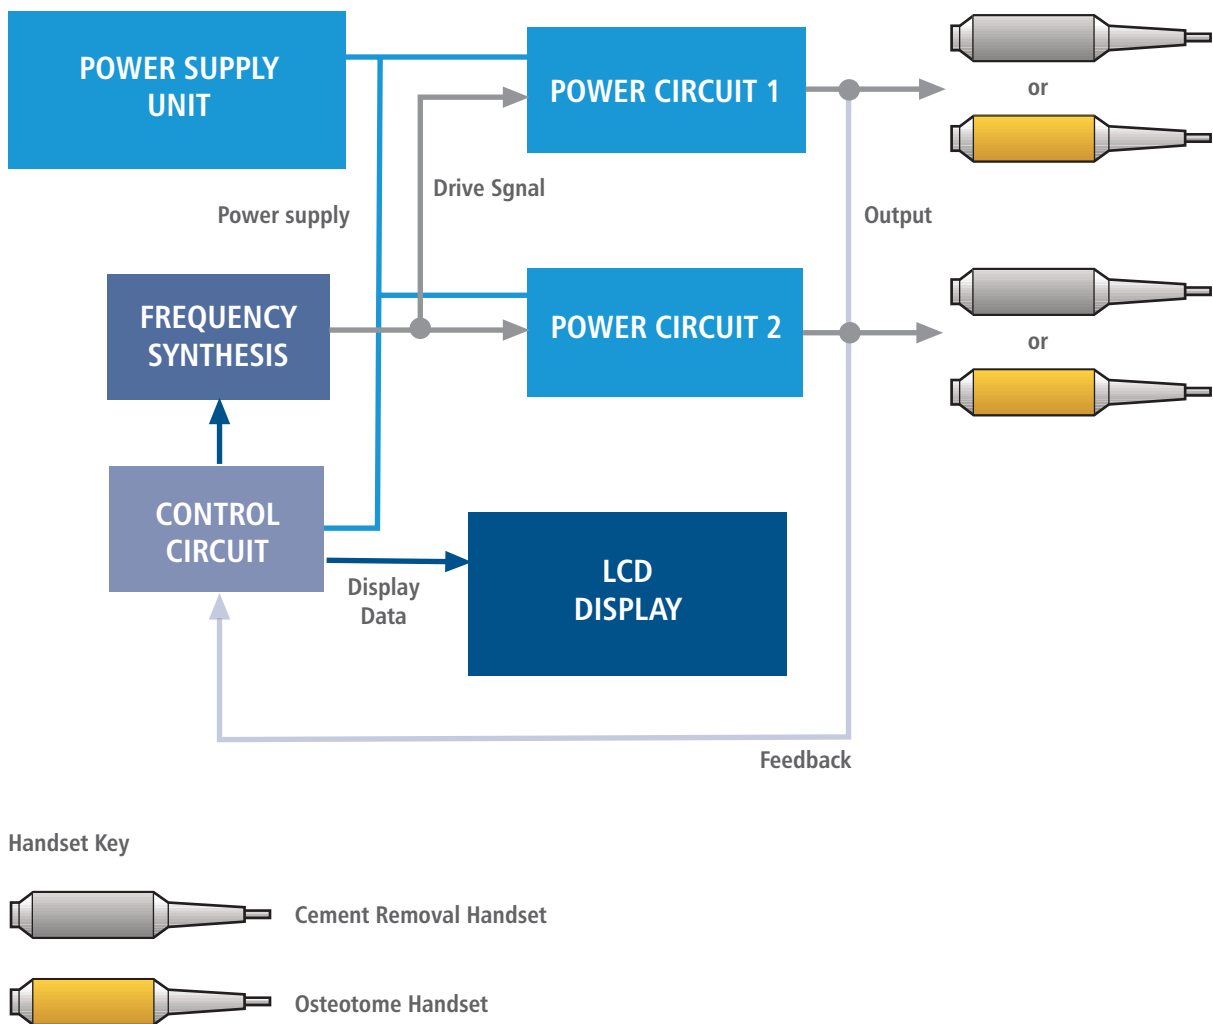 POWER SUPPLY
UNIT
POWER CIRCUIT 1
or
Drive Sgnal
Power supply
Output
FREQUENCY
SYNTHESIS
POWER CIRCUIT 2
or
CONTROL
CIRCUIT
LCD
DISPLAY
Display
Data
Feedback
Handset Key
Cement Removal Handset
Osteotome Handset